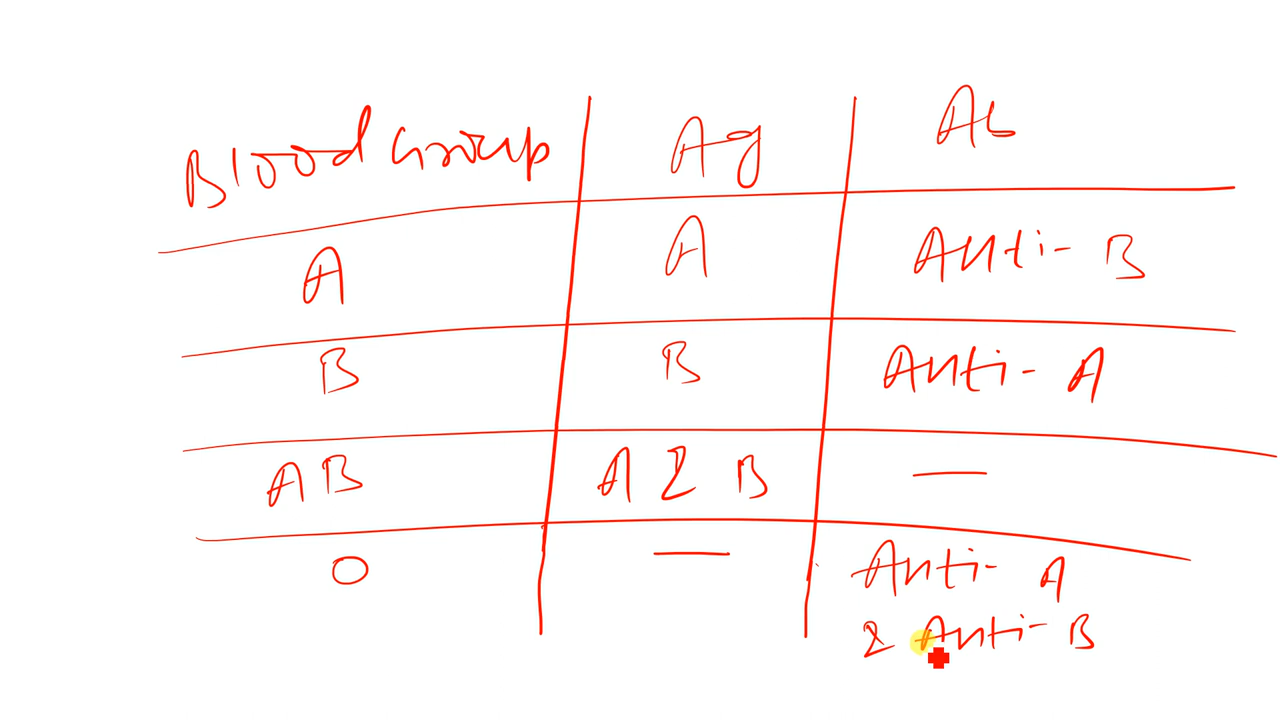 Blood Group Ag Ab
A A Anti- B
B B Anti- A
AB A & B —
O — Anti- A
& Anti- B